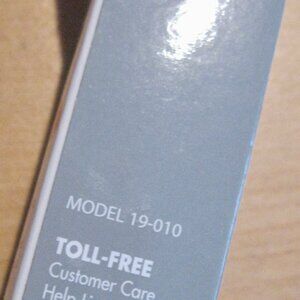 MODEL 19-010
TOLL-FREE
Customer Care
Help